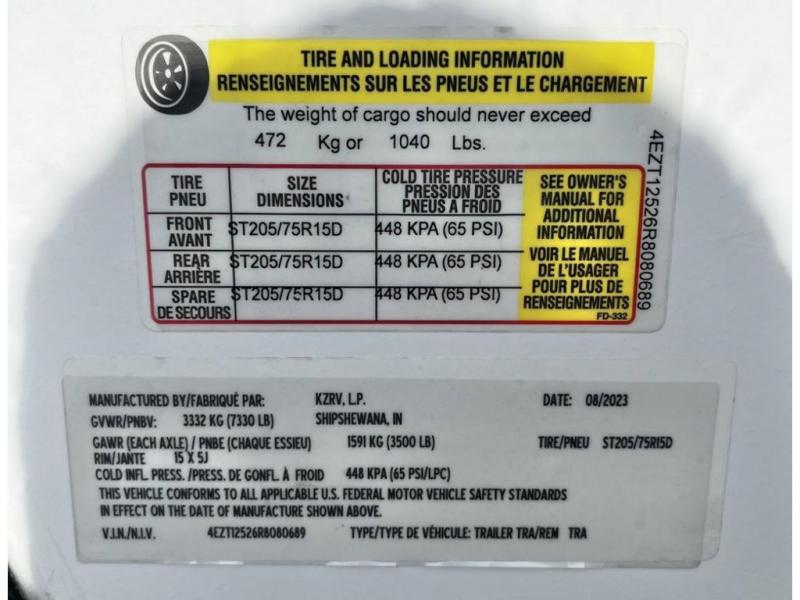 TIRE AND LOADING INFORMATION
RENSEIGNEMENTS SUR LES PNEUS ET LE CHARGEMENT
The weight of cargo should never exceed
472 Kg or 1040 Lbs.
TIRE PNEU SIZE DIMENSIONS COLD TIRE PRESSURE PRESSION DES PNEUS A FROID
FRONT AVANT ST205/75R15D 448 KPA (65 PSI)
REAR ARRIÈRE ST205/75R15D 448 KPA (65 PSI)
SPARE DE SECOURS ST205/75R15D 448 KPA (65 PSI)
SEE OWNER'S
MANUAL FOR
ADDITIONAL
INFORMATION
VOIR LE MANUEL
DE L'USAGER
POUR PLUS DE
RENSEIGNEMENTS
FD-332
4EZT12526R8080689
MANUFACTURED BY/FABRIQUÉ PAR: KZRV, L.P. DATE: 08/2023
GVWR/PNBV: 3332 KG (7330 LB) SHIPSHEWANA, IN
GAWR (EACH AXLE) / PNBE (CHAQUE ESSIEU) 1591 KG (3500 LB) TIRE/PNEU ST205/75R15D
RIM/JANTE 15 X 5J
COLD INFL. PRESS. /PRESS. DE GONFL. À FROID 448 KPA (65 PSI/LPC)
THIS VEHICLE CONFORMS TO ALL APPLICABLE U.S. FEDERAL MOTOR VEHICLE SAFETY STANDARDS
IN EFFECT ON THE DATE OF MANUFACTURE SHOWN ABOVE.
V.I.N./N.I.V. 4EZT12526R8080689 TYPE/TYPE DE VÉHICULE: TRAILER TRA/REM TRA